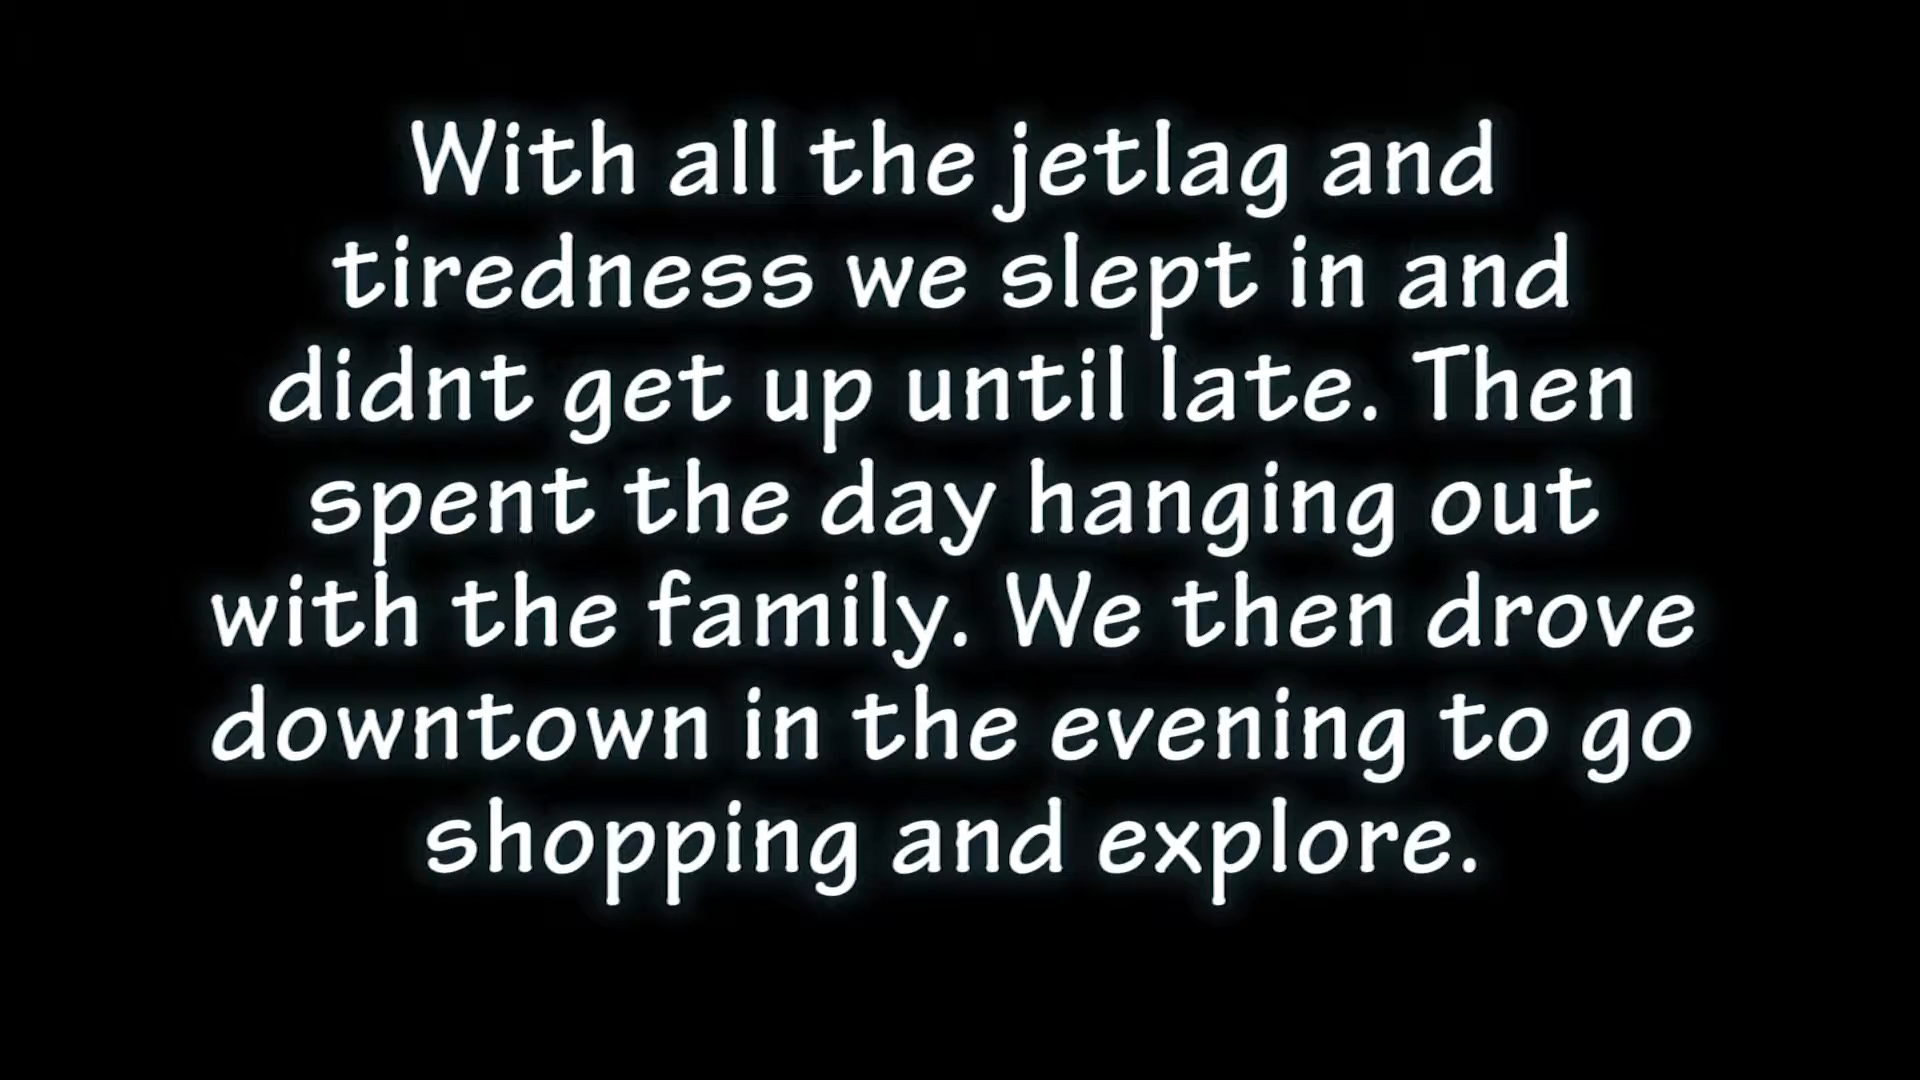 With all the jetlag and
tiredness we slept in and
didnt get up until late. Then
spent the day hanging out
with the family. We then drove
downtown in the evening to go
shopping and explore.